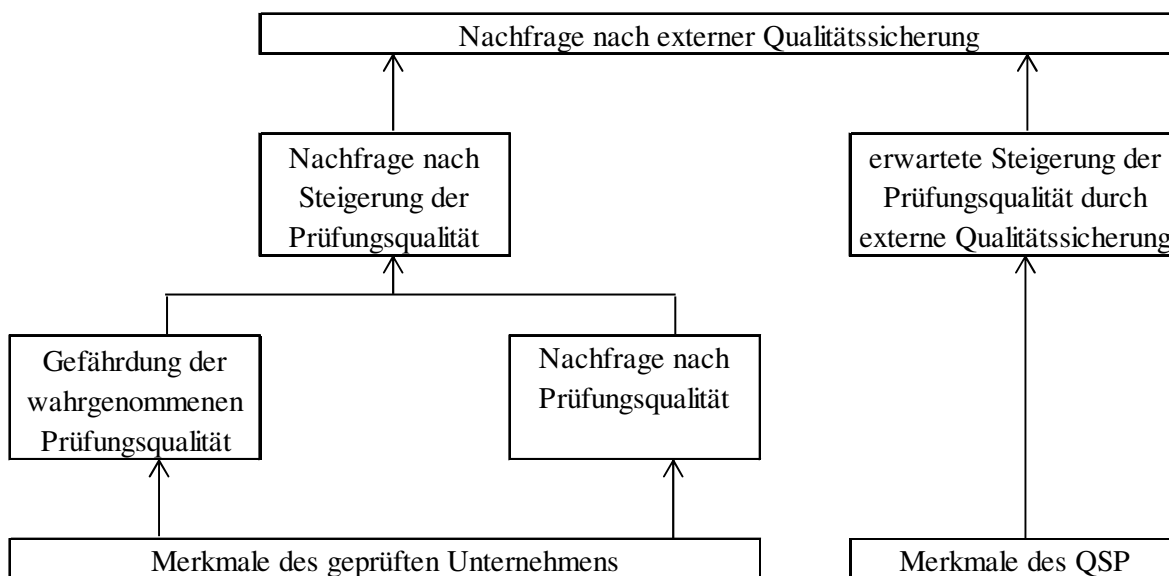 Nachfrage nach externer Qualitätssicherung
Nachfrage nach
Steigerung der
Prüfungsqualität
erwartete Steigerung der
Prüfungsqualität durch
externe Qualitätssicherung
Gefährdung der
wahrgenommenen
Prüfungsqualität
Nachfrage nach
Prüfungsqualität
Merkmale des geprüften Unternehmens
Merkmale des QSP